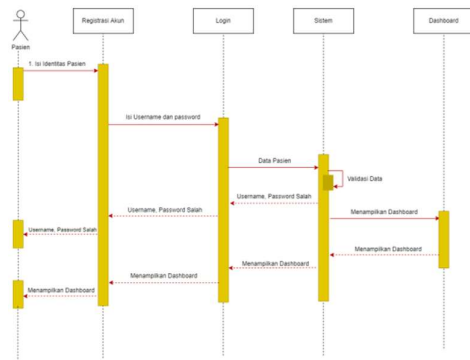 Registrasi Akun
Login
Sistem
Dashboard
Pasien
1. Isi Identitas Pasien
Isi Username dan password
Data Pasien
Validasi Data
Username, Password Salah
Username, Password Salah
Menampilkan Dashboard
Username, Password Salah
Menampilkan Dashboard
Menampilkan Dashboard
Menampilkan Dashboard
Menampilkan Dashboard